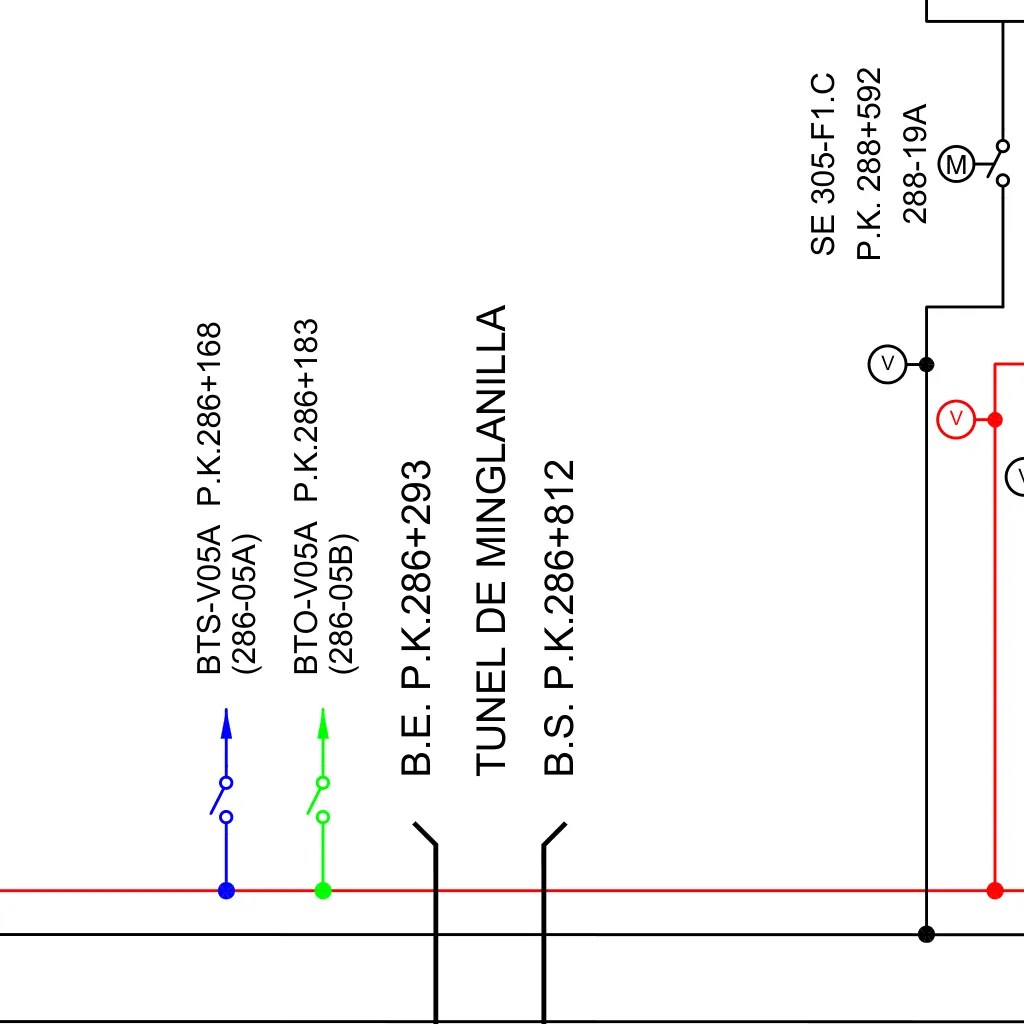 BTS-V05A P.K.286+168
(286-05A)
BTO-V05A P.K.286+183
(286-05B)
B.E. P.K.286+293
TUNEL DE MINGLANILLA
B.S. P.K.286+812
SE 305-F1.C
P.K. 288+592
288-19A
M
V
V
V